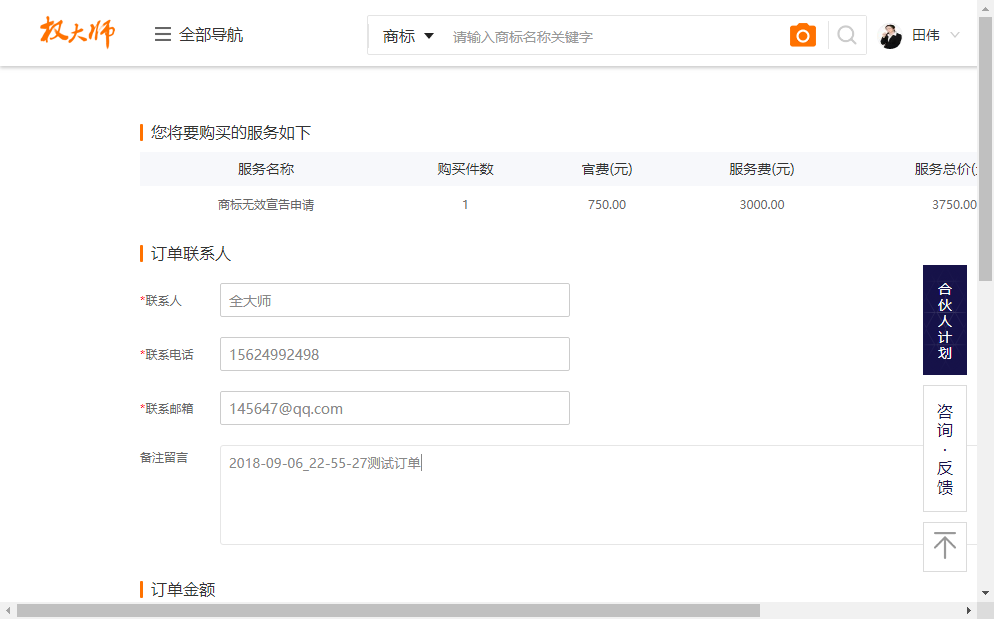 权大师
全部导航
商标
请输入商标名称关键字
田伟
您将要购买的服务如下
服务名称 购买件数 官费(元) 服务费(元) 服务总价(
商标无效宣告申请 1 750.00 3000.00 3750.00
订单联系人
*联系人 全大师
*联系电话 15624992498
*联系邮箱 145647@qq.com
备注留言 2018-09-06_22-55-27测试订单
订单金额
合伙人计划
咨询·反馈